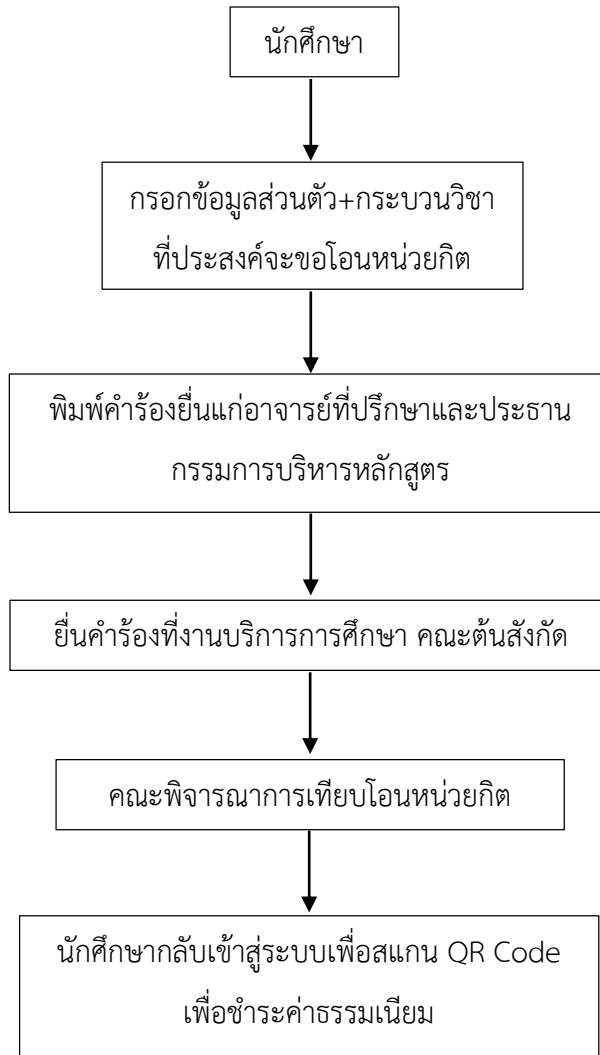 นักศึกษา
กรอกข้อมูลส่วนตัว+กระบวนวิชา
ที่ประสงค์จะขอโอนหน่วยกิต
พิมพ์คำร้องยื่นแก่อาจารย์ที่ปรึกษาและประธาน
กรรมการบริหารหลักสูตร
ยื่นคำร้องที่งานบริการการศึกษา คณะต้นสังกัด
คณะพิจารณาการเทียบโอนหน่วยกิต
นักศึกษากลับเข้าสู่ระบบเพื่อสแกน QR Code
เพื่อชำระค่าธรรมเนียม